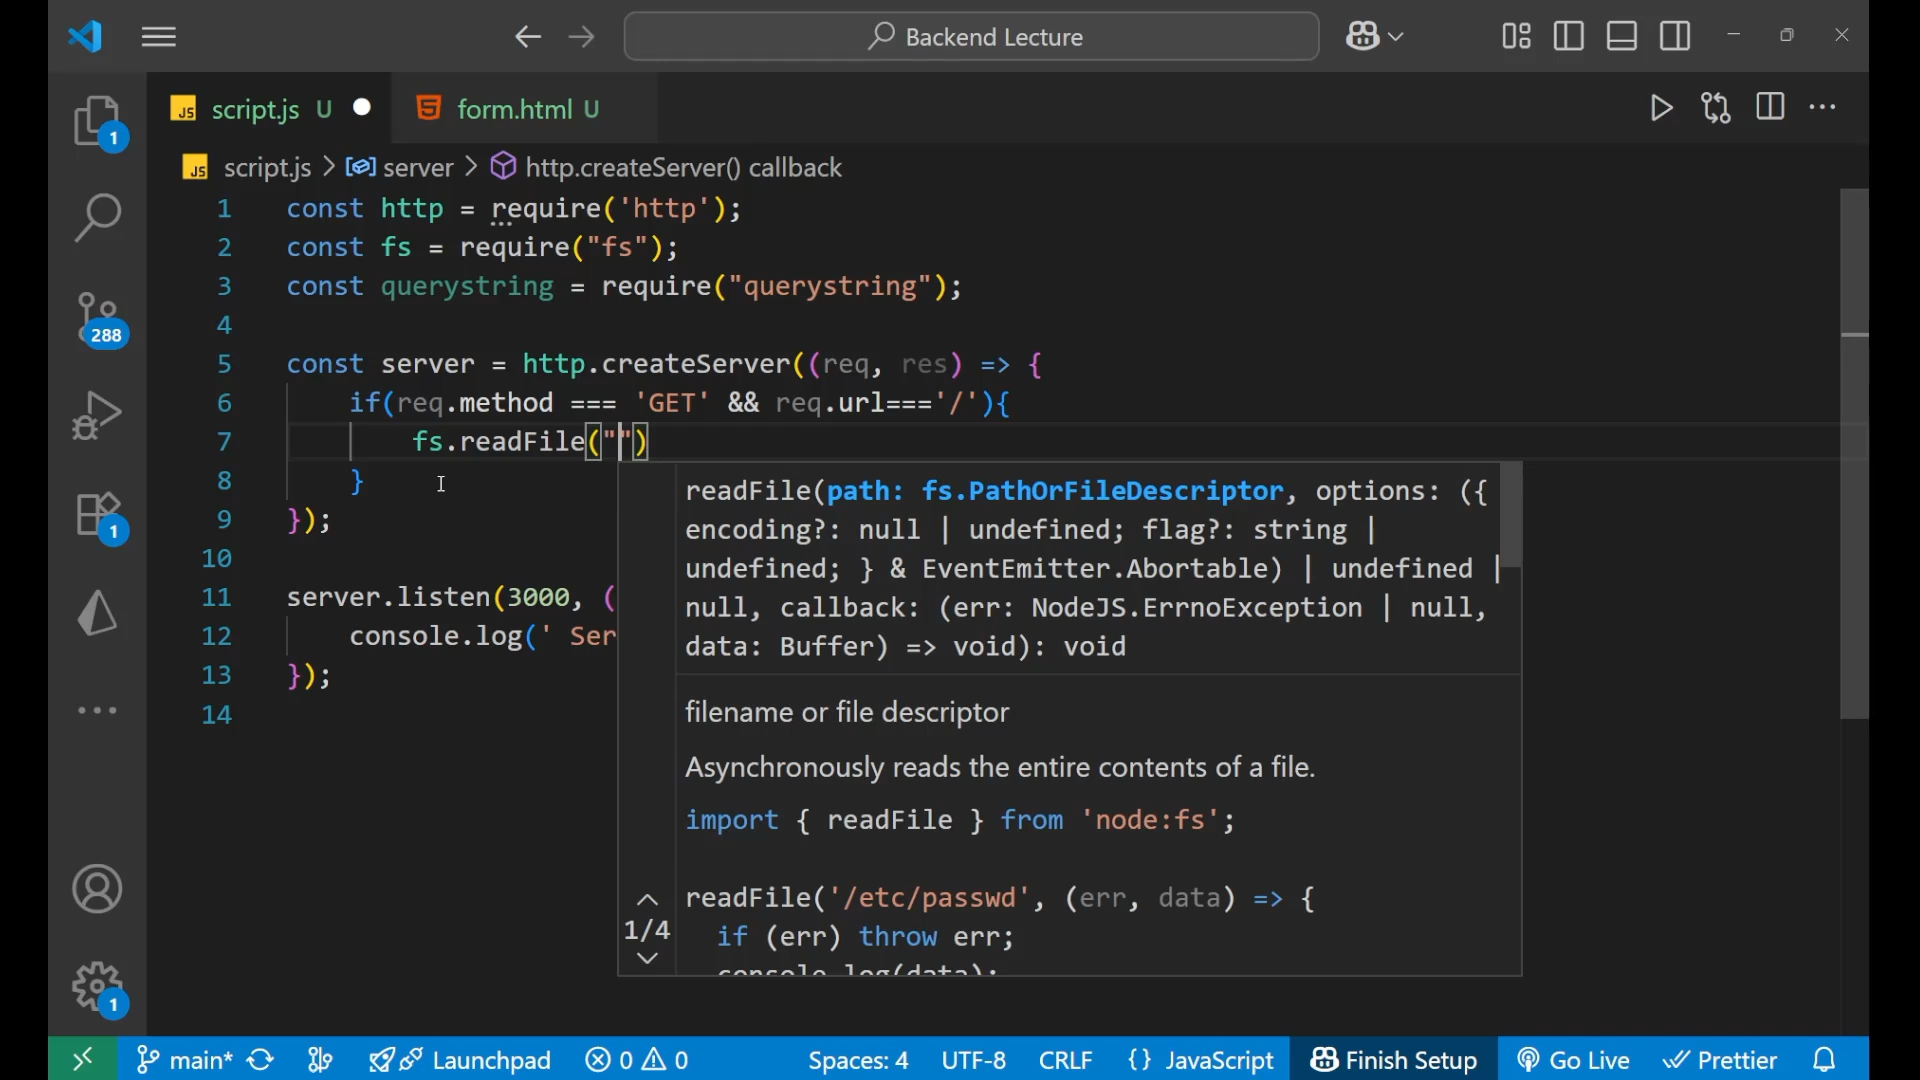 Backend Lecture
JS script.js U
form.html U
JS script.js > server > http.createServer() callback
1 const http = require('http');
2 const fs = require("fs");
3 const querystring = require("querystring");
4
5 const server = http.createServer((req, res) => {
6 if(req.method === 'GET' && req.url==='/'){
7 fs.readFile("")
8 }
9 });
10
11 server.listen(3000, (
12 console.log(' Ser
13 });
14
readFile(path: fs.PathOrFileDescriptor, options: ({
encoding?: null | undefined; flag?: string |
undefined; } & EventEmitter.Abortable) | undefined |
null, callback: (err: NodeJS.ErrnoException | null,
data: Buffer) => void): void
filename or file descriptor
Asynchronously reads the entire contents of a file.
import { readFile } from 'node:fs';
readFile('/etc/passwd', (err, data) => {
if (err) throw err;
console.log(data);
1/4
1
288
1
1
main* Launchpad 0 0 Spaces: 4 UTF-8 CRLF {} JavaScript Finish Setup Go Live Prettier